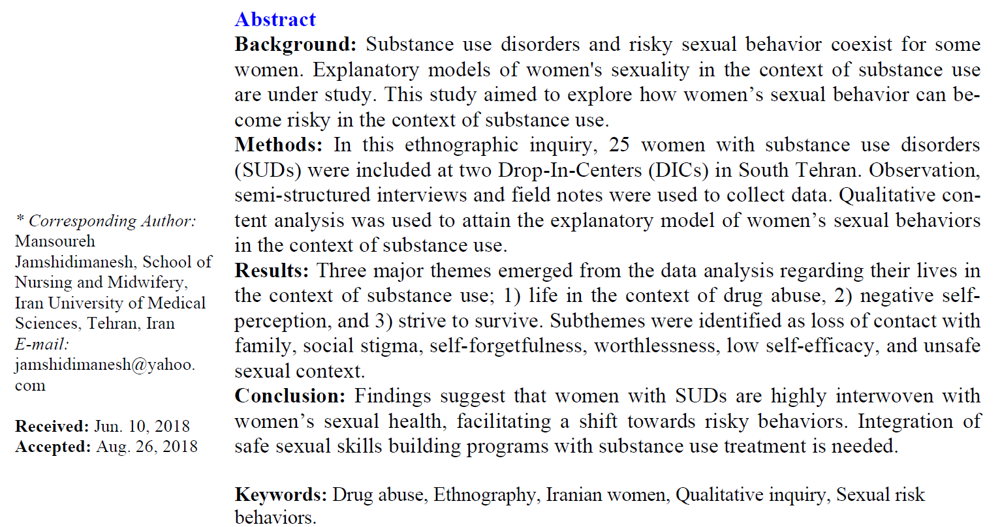 Abstract
Background: Substance use disorders and risky sexual behavior coexist for some
women. Explanatory models of women's sexuality in the context of substance use
are under study. This study aimed to explore how women’s sexual behavior can be-
come risky in the context of substance use.
Methods: In this ethnographic inquiry, 25 women with substance use disorders
(SUDs) were included at two Drop-In-Centers (DICs) in South Tehran. Observation,
semi-structured interviews and field notes were used to collect data. Qualitative con-
tent analysis was used to attain the explanatory model of women’s sexual behaviors
in the context of substance use.
Results: Three major themes emerged from the data analysis regarding their lives in
the context of substance use; 1) life in the context of drug abuse, 2) negative self-
perception, and 3) strive to survive. Subthemes were identified as loss of contact with
family, social stigma, self-forgetfulness, worthlessness, low self-efficacy, and unsafe
sexual context.
Conclusion: Findings suggest that women with SUDs are highly interwoven with
women’s sexual health, facilitating a shift towards risky behaviors. Integration of
safe sexual skills building programs with substance use treatment is needed.
Keywords: Drug abuse, Ethnography, Iranian women, Qualitative inquiry, Sexual risk
behaviors.
* Corresponding Author:
Mansoureh
Jamshidimanesh, School of
Nursing and Midwifery,
Iran University of Medical
Sciences, Tehran, Iran
E-mail:
jamshidimanesh@yahoo.
com
Received: Jun. 10, 2018
Accepted: Aug. 26, 2018